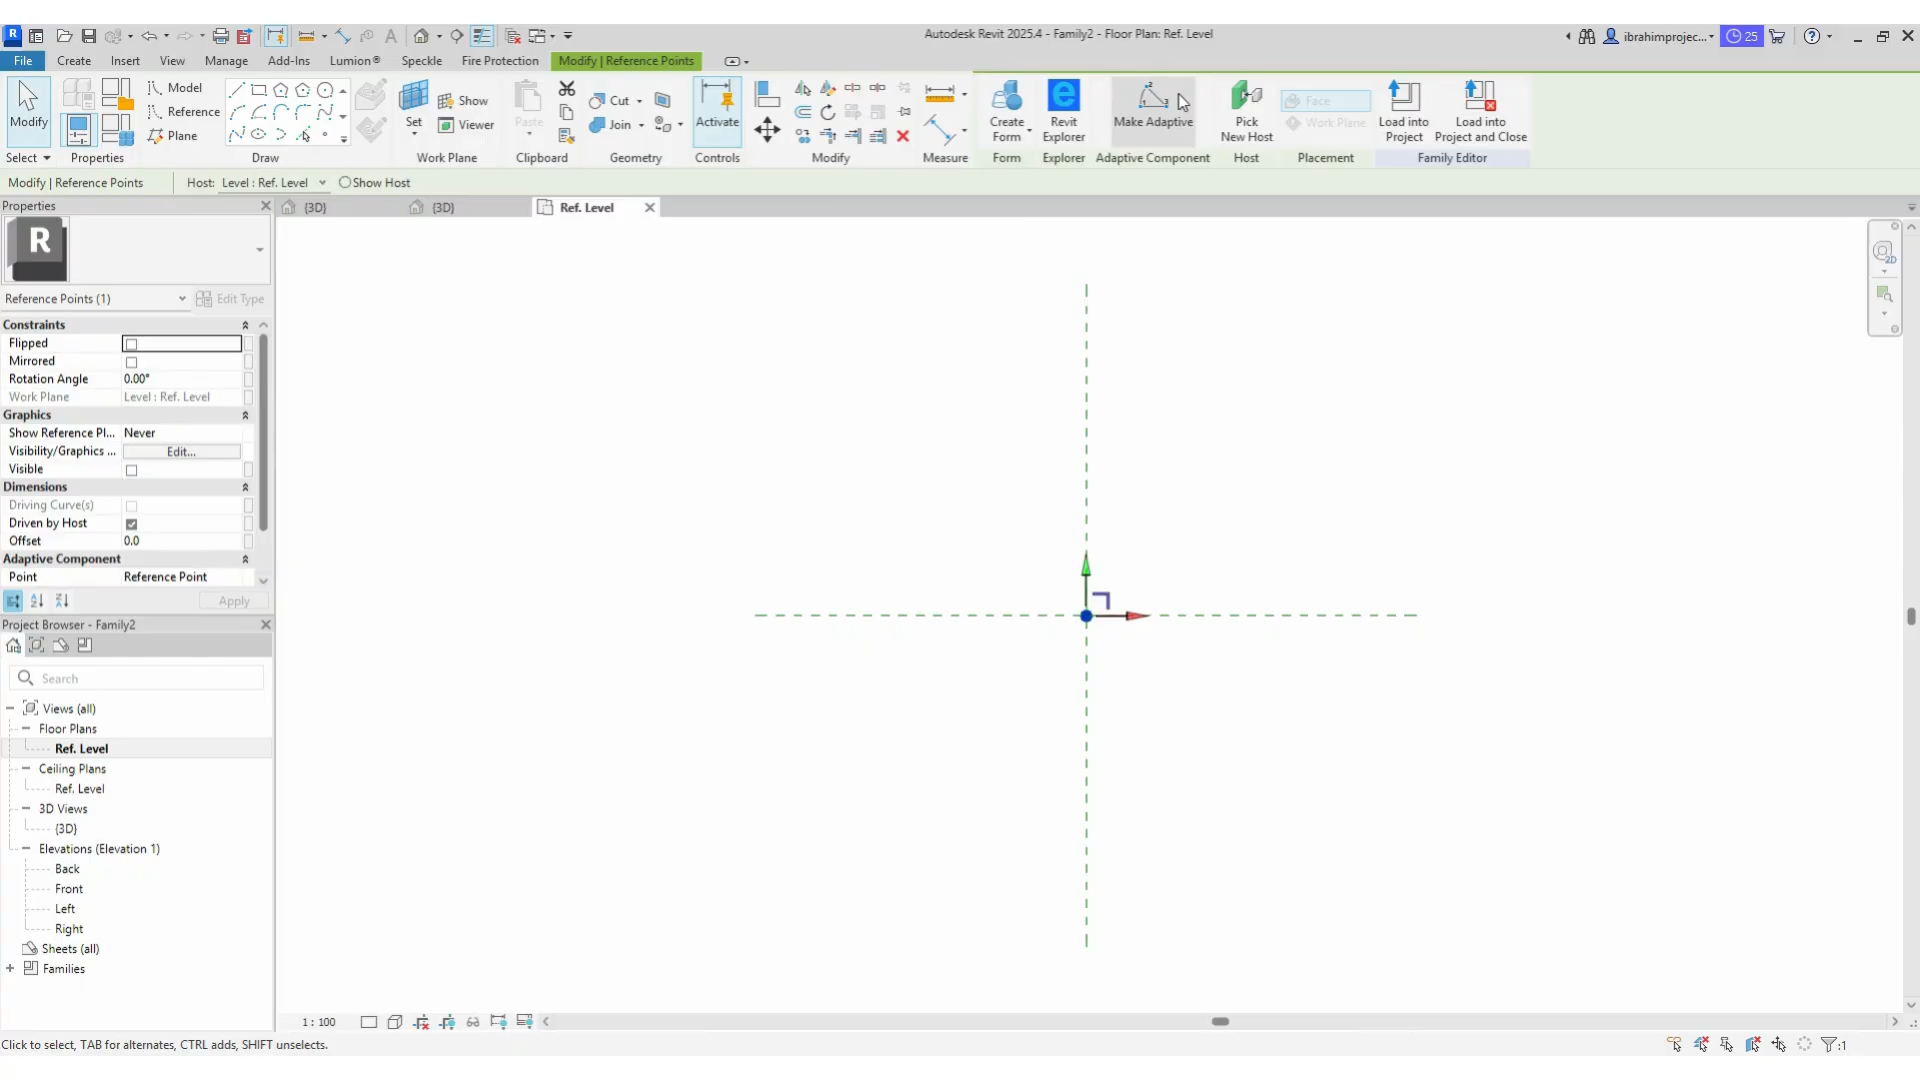 Autodesk Revit 2025.4 - Family2 - Floor Plan: Ref. Level
ibrahimprojec...
25
File
Create
Insert
View
Manage
Add-Ins
Lumion®
Speckle
Fire Protection
Modify | Reference Points
Modify
Select
Properties
Model
Reference
Plane
Draw
Set
Show
Viewer
Work Plane
Paste
Clipboard
Cut
Join
Geometry
Activate
Controls
Modify
Measure
Create
Form
Form
Revit
Explorer
Explorer
Make Adaptive
Adaptive Component
Pick
New Host
Host
Face
Work Plane
Placement
Load into
Project
Load into
Project and Close
Family Editor
Modify | Reference Points
Host: Level : Ref. Level
Show Host
Properties
{3D}
{3D}
Ref. Level
R
Reference Points (1)
Edit Type
Constraints
Flipped
Mirrored
Rotation Angle 0.00°
Work Plane Level : Ref. Level
Graphics
Show Reference Pl... Never
Visibility/Graphics ... Edit...
Visible
Dimensions
Driving Curve(s)
Driven by Host
Offset 0.0
Adaptive Component
Point Reference Point
Apply
Project Browser - Family2
Search
Views (all)
Floor Plans
Ref. Level
Ceiling Plans
Ref. Level
3D Views
{3D}
Elevations (Elevation 1)
Back
Front
Left
Right
Sheets (all)
Families
1 : 100
Click to select, TAB for alternates, CTRL adds, SHIFT unselects.
:1